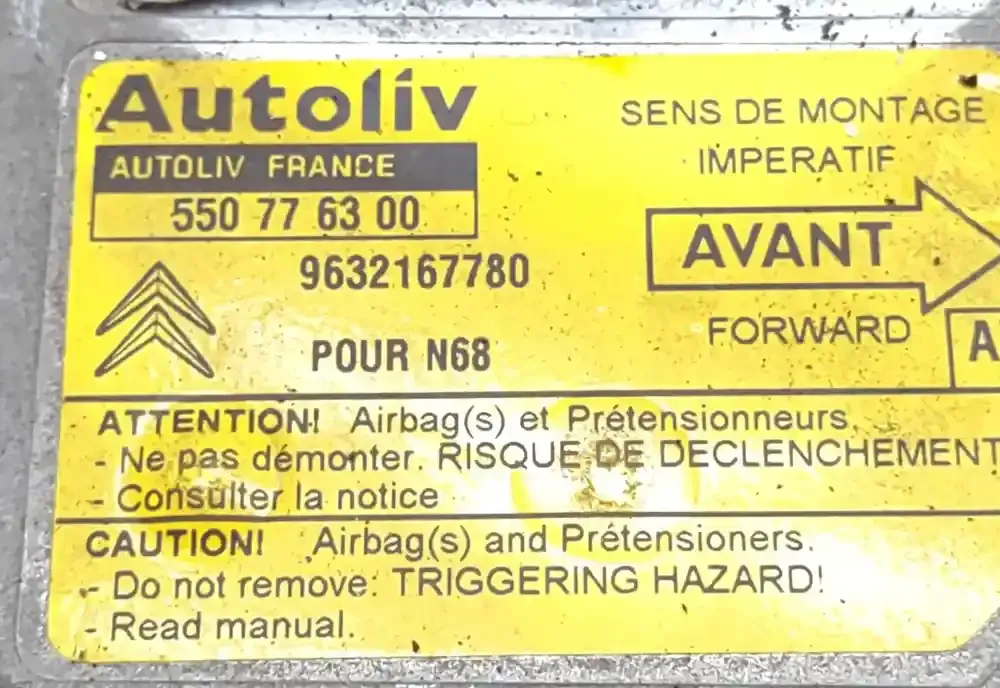 Autoliv
AUTOLIV FRANCE
550 77 63 00
9632167780
POUR N68
SENS DE MONTAGE
IMPERATIF
AVANT
FORWARD
A
ATTENTION! Airbag(s) et Prétensionneurs.
- Ne pas démonter. RISQUE DE DECLENCHEMENT
- Consulter la notice
CAUTION! Airbag(s) and Prétensioners.
- Do not remove: TRIGGERING HAZARD!
- Read manual.